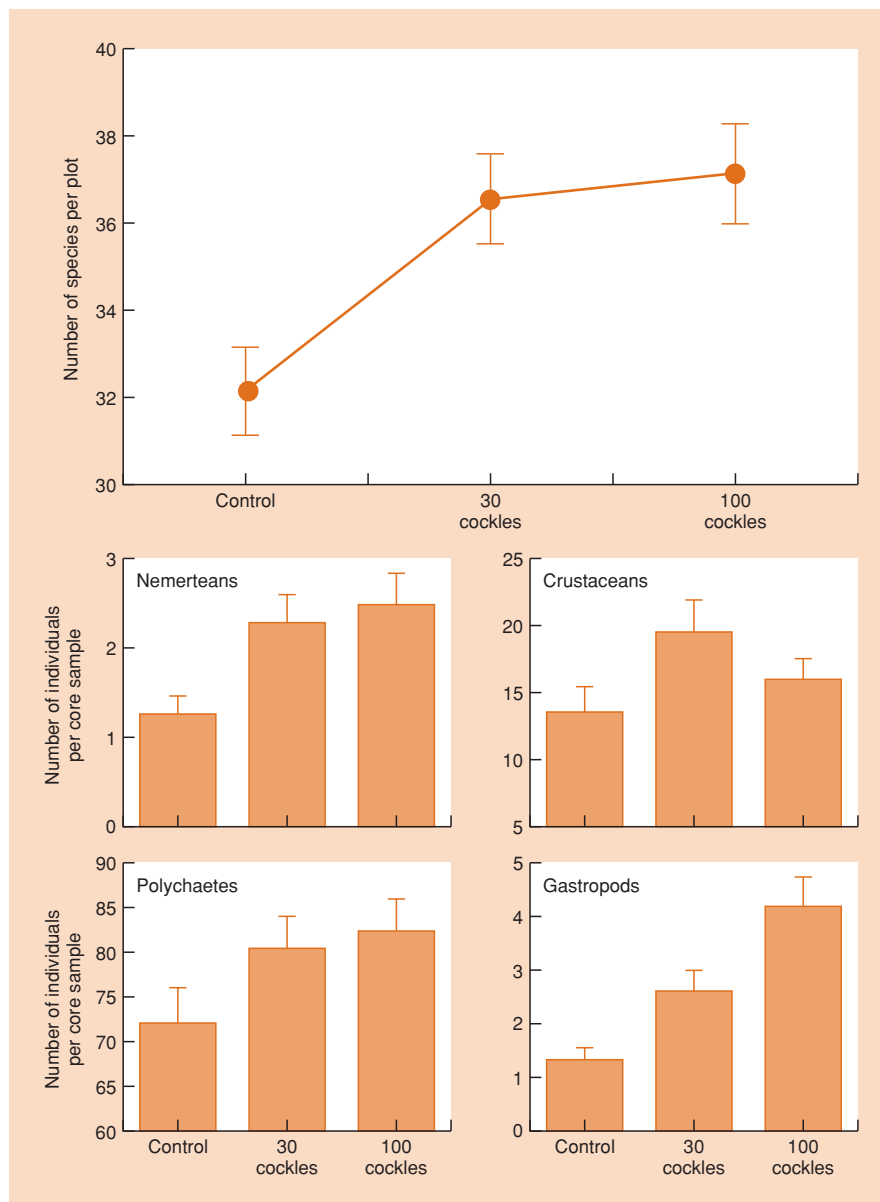 Number of species per plot
40
38
36
34
32
30
Control
30
cockles
100
cockles
Number of individuals
per core sample
3
2
1
0
Nemerteans
25
20
15
10
5
Crustaceans
Number of individuals
per core sample
90
85
80
75
70
65
60
Polychaetes
Control
30
cockles
100
cockles
5
4
3
2
1
0
Gastropods
Control
30
cockles
100
cockles